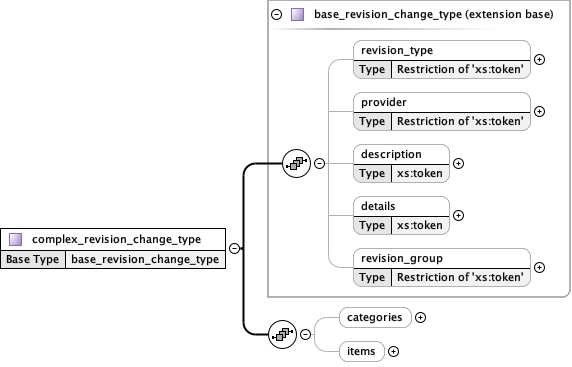 base_revision_change_type (extension base)
revision_type
Type Restriction of 'xs:token'
provider
Type Restriction of 'xs:token'
description
Type xs:token
details
Type xs:token
complex_revision_change_type
Base Type base_revision_change_type
revision_group
Type Restriction of 'xs:token'
categories
items